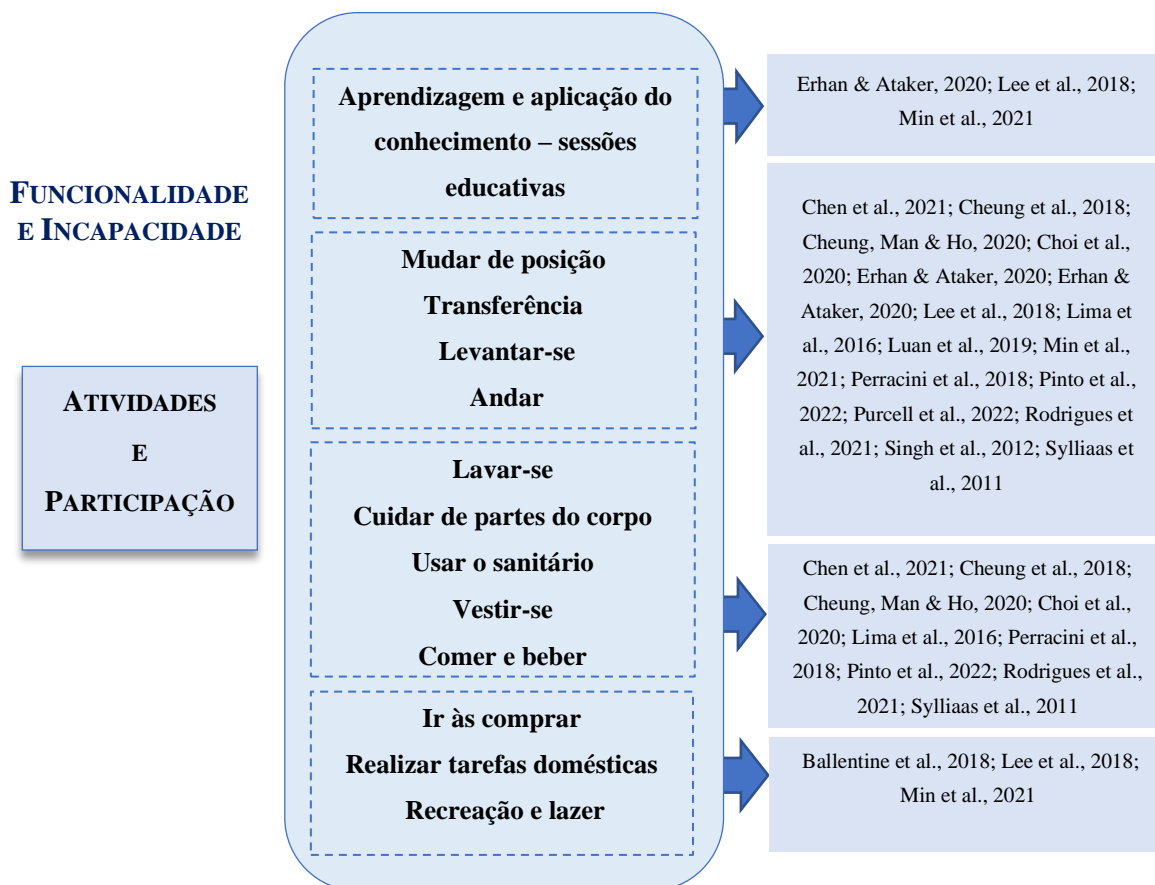 FUNCIONALIDADE
E INCAPACIDADE
ATIVIDADES
E
PARTICIPAÇÃO
Aprendizagem e aplicação do
conhecimento – sessões
educativas
Erhan & Ataker, 2020; Lee et al., 2018;
Min et al., 2021
Mudar de posição
Transferência
Levantar-se
Andar
Chen et al., 2021; Cheung et al., 2018;
Cheung, Man & Ho, 2020; Choi et al.,
2020; Erhan & Ataker, 2020; Erhan &
Ataker, 2020; Lee et al., 2018; Lima et
al., 2016; Luan et al., 2019; Min et al.,
2021; Perracini et al., 2018; Pinto et al.,
2022; Purcell et al., 2022; Rodrigues et
al., 2021; Singh et al., 2012; Sylliaas et
al., 2011
Lavar-se
Cuidar de partes do corpo
Usar o sanitário
Vestir-se
Comer e beber
Chen et al., 2021; Cheung et al., 2018;
Cheung, Man & Ho, 2020; Choi et al.,
2020; Lima et al., 2016; Perracini et al.,
2018; Pinto et al., 2022; Rodrigues et al.,
2021; Sylliaas et al., 2011
Ir às comprar
Realizar tarefas domésticas
Recreação e lazer
Ballentine et al., 2018; Lee et al., 2018;
Min et al., 2021